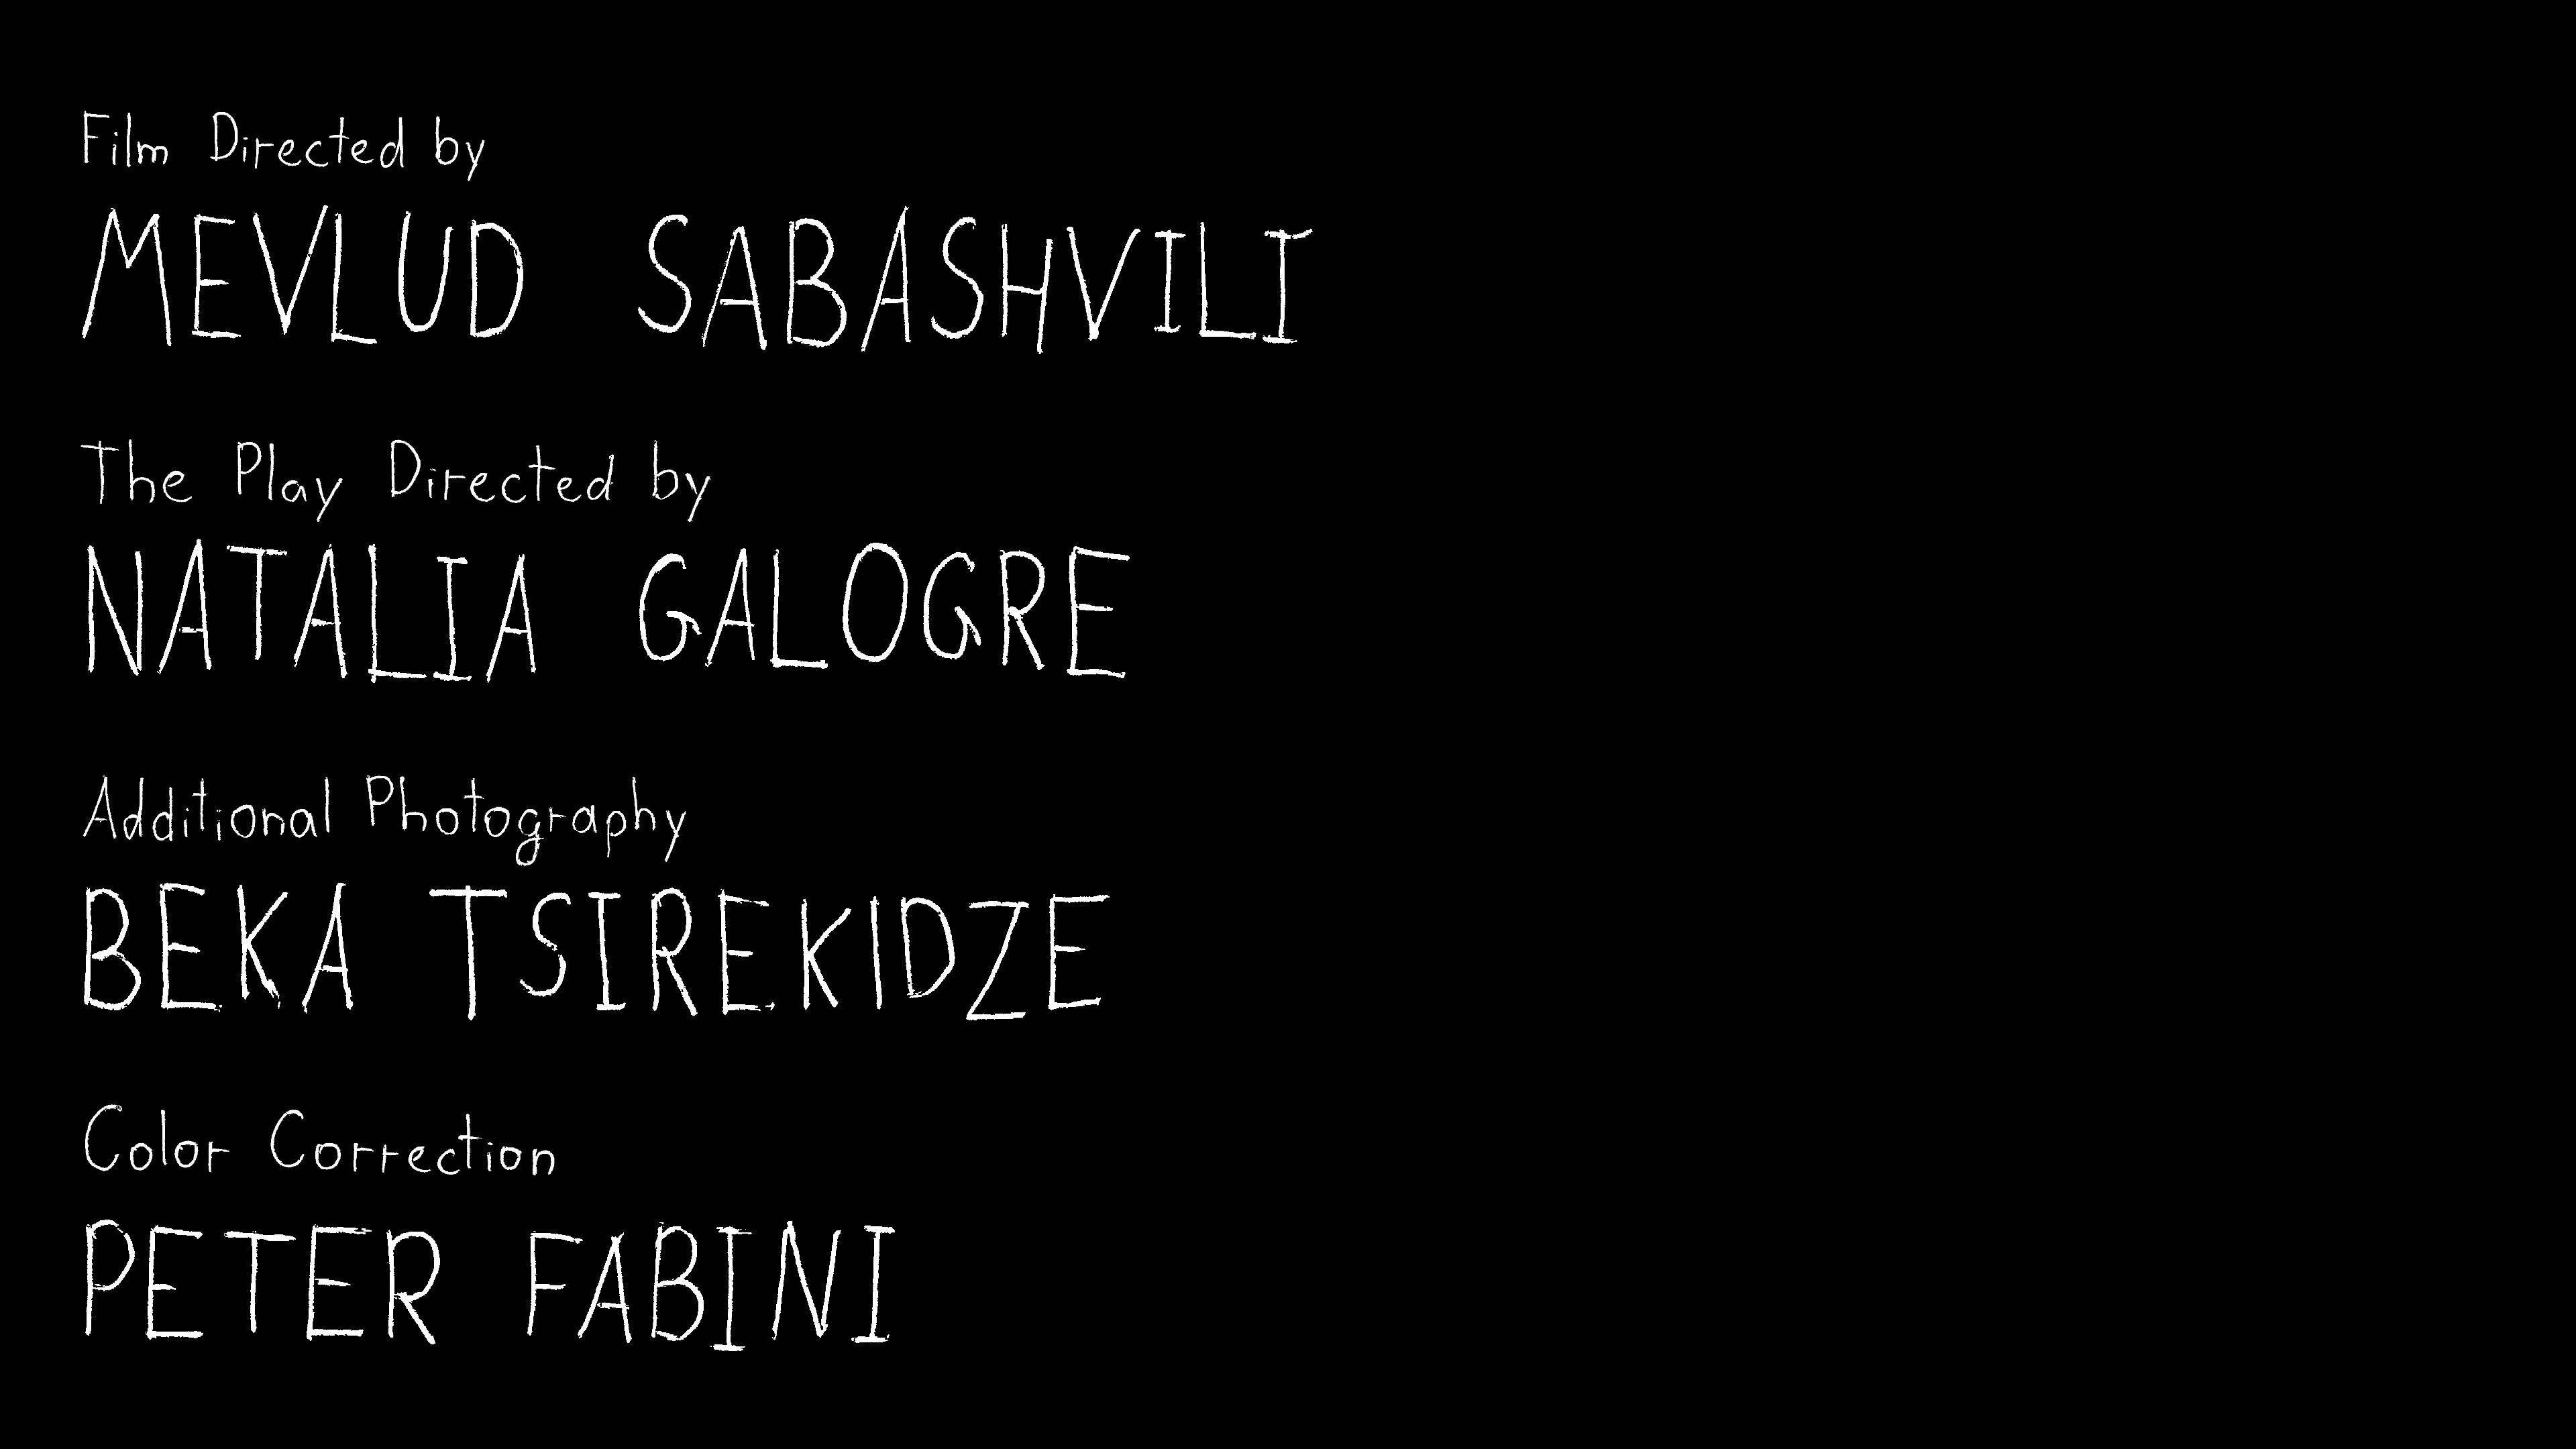 Film Directed by
MEVLUD SABASHVILI
The Play Directed by
NATALIA GALOGRE
Additional Photography
BEKA TSIREKIDZE
Color Correction
PETER FABINI